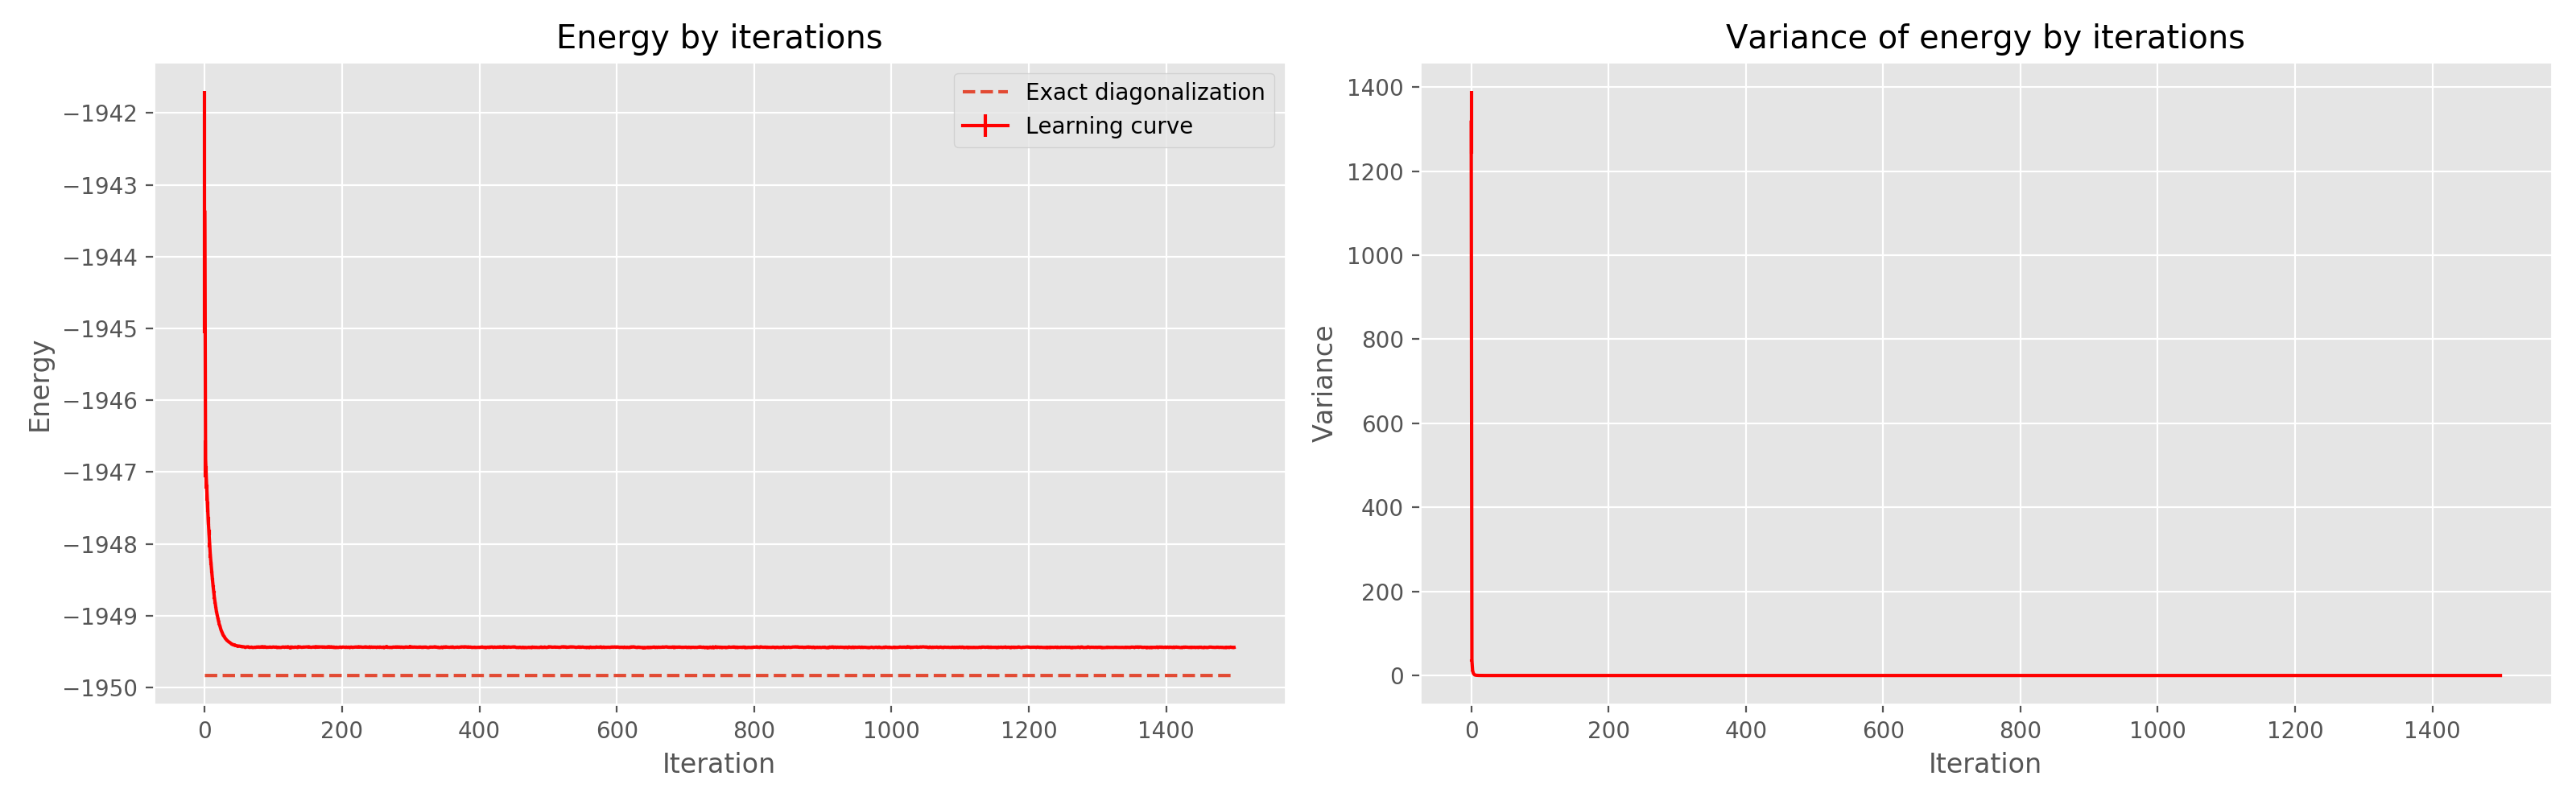 Energy by iterations
Exact diagonalization
Learning curve
−1942
−1943
−1944
−1945
−1946
−1947
−1948
−1949
−1950
Energy
0 200 400 600 800 1000 1200 1400
Iteration
Variance of energy by iterations
1400
1200
1000
800
600
400
200
0
Variance
0 200 400 600 800 1000 1200 1400
Iteration